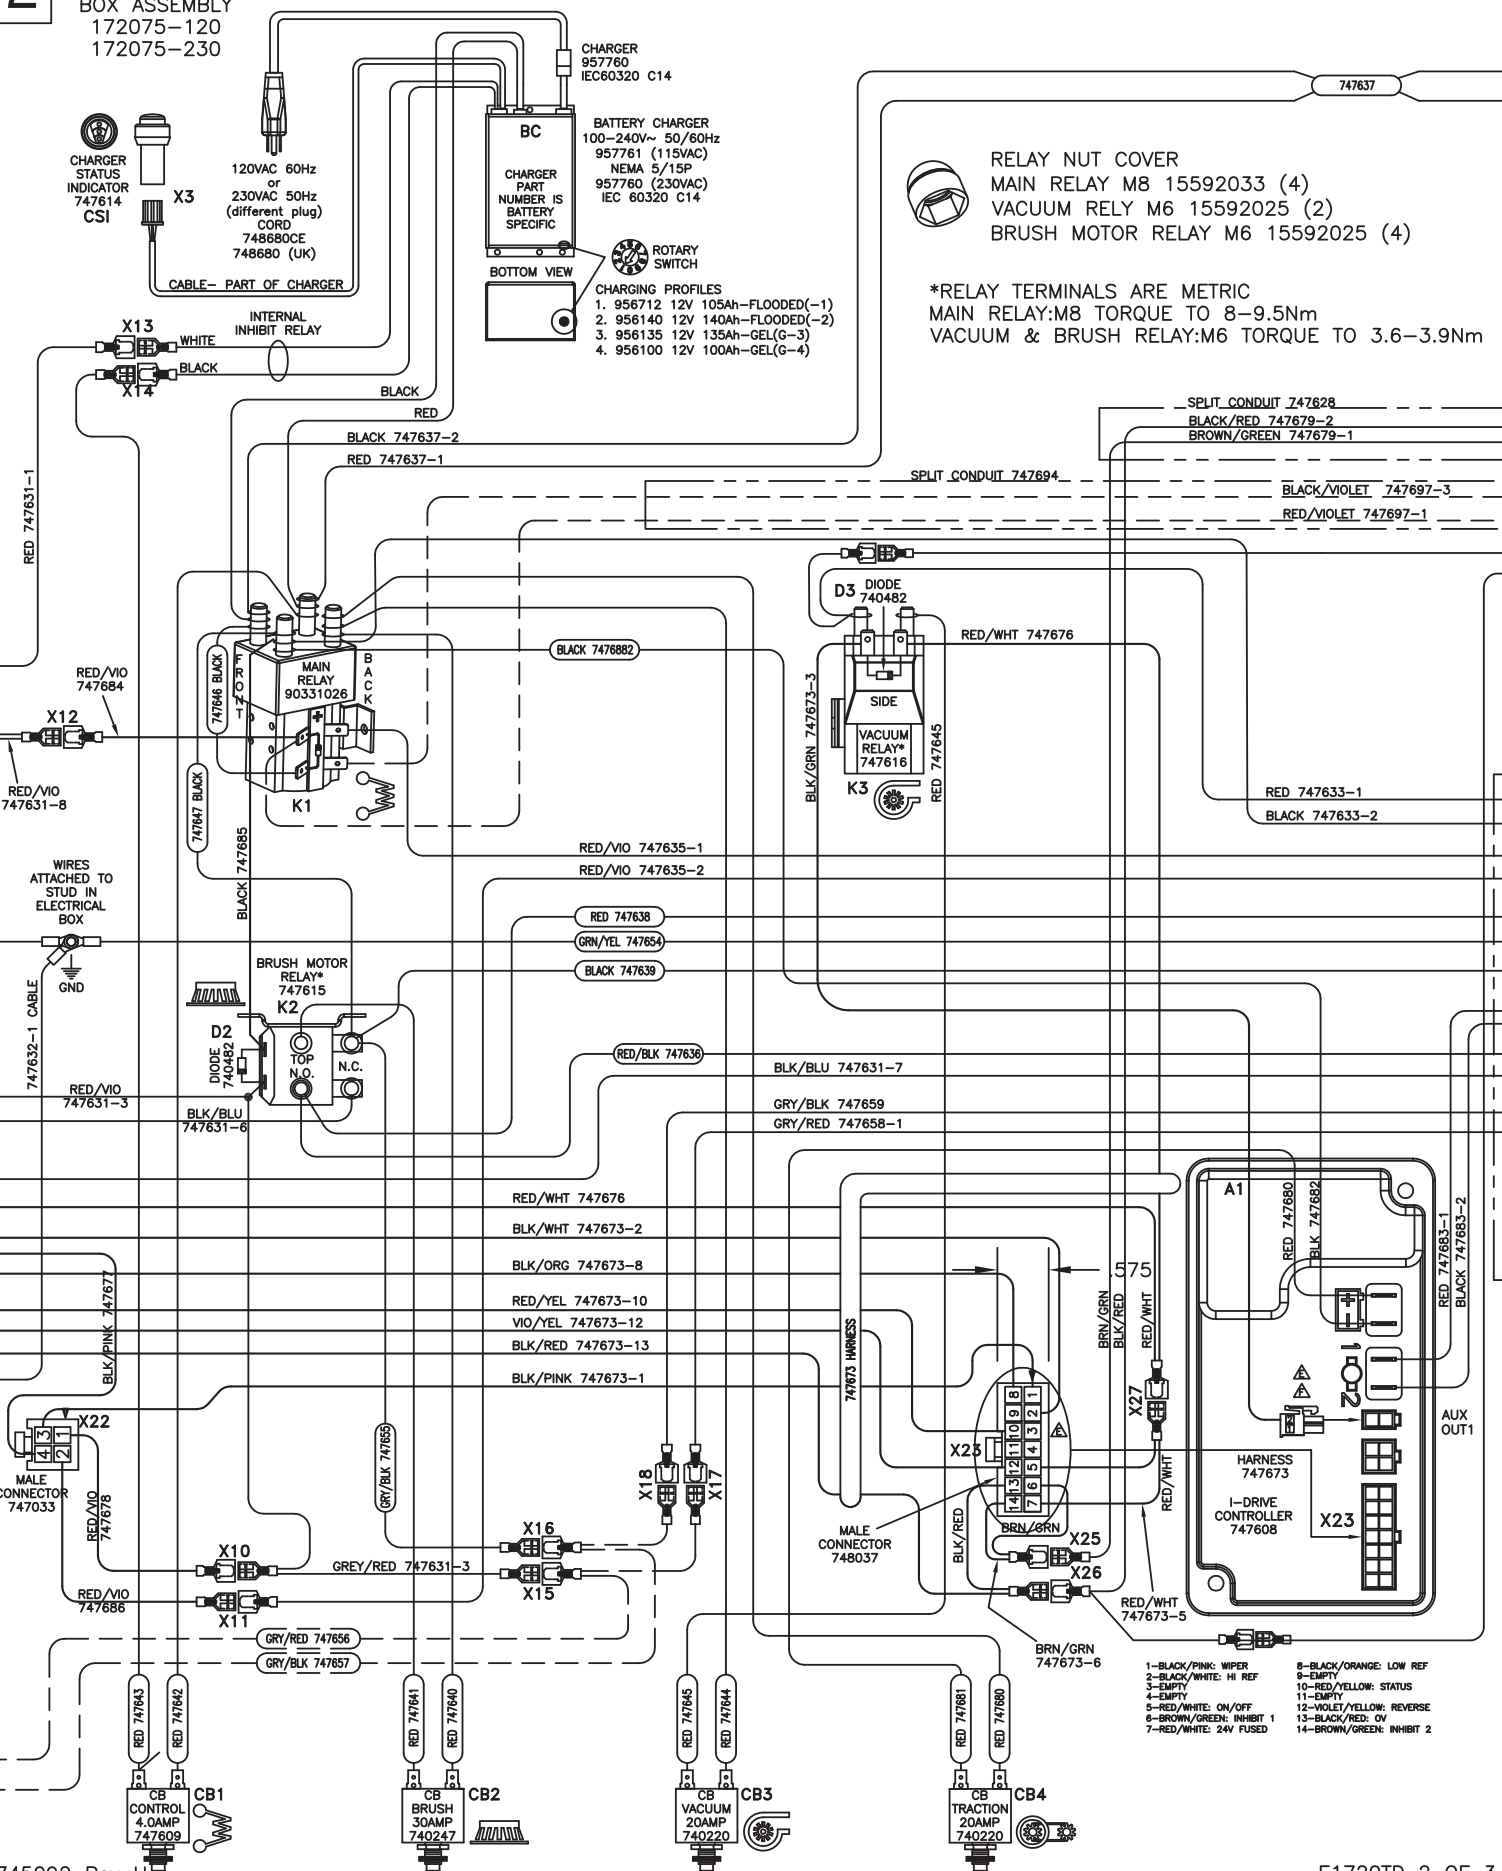 BOX ASSEMBLY
172075-120
172075-230
CHARGER
957760
IEC60320 C14
747637
BC
CHARGER
PART
NUMBER IS
BATTERY
SPECIFIC
BATTERY CHARGER
100-240V~ 50/60Hz
957761 (115VAC)
NEMA 5/15P
957760 (230VAC)
IEC 60320 C14
CHARGER
STATUS
INDICATOR
747614
CSI
X3
120VAC 60Hz
or
230VAC 50Hz
(different plug)
CORD
748680CE
748680 (UK)
RELAY NUT COVER
MAIN RELAY M8 15592033 (4)
VACUUM RELY M6 15592025 (2)
BRUSH MOTOR RELAY M6 15592025 (4)
ROTARY
SWITCH
BOTTOM VIEW
CABLE- PART OF CHARGER
CHARGING PROFILES
1. 956712 12V 105Ah-FLOODED(-1)
2. 956140 12V 140Ah-FLOODED(-2)
3. 956135 12V 135Ah-GEL(G-3)
4. 956100 12V 100Ah-GEL(G-4)
*RELAY TERMINALS ARE METRIC
MAIN RELAY:M8 TORQUE TO 8-9.5Nm
VACUUM & BRUSH RELAY:M6 TORQUE TO 3.6-3.9Nm
X13
INTERNAL
INHIBIT RELAY
WHITE
BLACK
X14
BLACK
RED
BLACK 747637-2
RED 747637-1
SPLIT CONDUIT 747628
BLACK/RED 747679-2
BROWN/GREEN 747679-1
SPLIT CONDUIT 747694
BLACK/VIOLET 747697-3
RED/VIOLET 747697-1
RED 747631-1
D3
DIODE
740482
RED/WHT 747676
BLACK 7476882
747646 BLACK
FRONT
MAIN
RELAY
90331026
BACK
RED/VIO
747684
X12
RED/VIO
747631-8
+
K1
SIDE
VACUUM
RELAY*
747616
K3
BLK/GRN 747673-3
RED 747645
RED 747633-1
BLACK 747633-2
747647 BLACK
BLACK 747685
RED/VIO 747635-1
RED/VIO 747635-2
WIRES
ATTACHED TO
STUD IN
ELECTRICAL
BOX
GND
RED 747638
GRN/YEL 747654
BLACK 747639
BRUSH MOTOR
RELAY*
747615
K2
D2
DIODE
740482
TOP
N.O.
N.C.
747632-1 CABLE
RED/BLK 747636
BLK/BLU 747631-7
RED/VIO
747631-3
BLK/BLU
747631-6
GRY/BLK 747659
GRY/RED 747658-1
RED/WHT 747676
BLK/WHT 747673-2
BLK/ORG 747673-8
RED/YEL 747673-10
VIO/YEL 747673-12
BLK/RED 747673-13
BLK/PINK 747673-1
BLK/PINK 747677
.575
747673 HARNESS
BRN/GRN
BLK/RED
RED/WHT
A1
RED 747680
BLK 747682
RED 747683-1
BLACK 747683-2
+
-
1
2
E
F
AUX
OUT1
HARNESS
747673
I-DRIVE
CONTROLLER
747608
X23
X22
3 1
4 2
MALE
CONNECTOR
747033
RED/VIO
747678
GRY/BLK 747655
X18
X17
X23
8 1
9 2
10 3
11 4
12 5
13 6
14 7
E
X27
RED/WHT
MALE
CONNECTOR
748037
BLK/RED
BRN/GRN
X25
X26
X16
X15
X10
GREY/RED 747631-3
RED/VIO
747686
X11
RED/WHT
747673-5
BRN/GRN
747673-6
GRY/RED 747656
GRY/BLK 747657
1-BLACK/PINK: WIPER
2-BLACK/WHITE: HI REF
3-EMPTY
4-EMPTY
5-RED/WHITE: ON/OFF
6-BROWN/GREEN: INHIBIT 1
7-RED/WHITE: 24V FUSED
8-BLACK/ORANGE: LOW REF
9-EMPTY
10-RED/YELLOW: STATUS
11-EMPTY
12-VIOLET/YELLOW: REVERSE
13-BLACK/RED: OV
14-BROWN/GREEN: INHIBIT 2
RED 747643
RED 747642
RED 747641
RED 747640
RED 747645
RED 747644
RED 747681
RED 747680
CB
CONTROL
4.0AMP
747609
CB1
CB
BRUSH
30AMP
740247
CB2
CB
VACUUM
20AMP
740220
CB3
CB
TRACTION
20AMP
740220
CB4